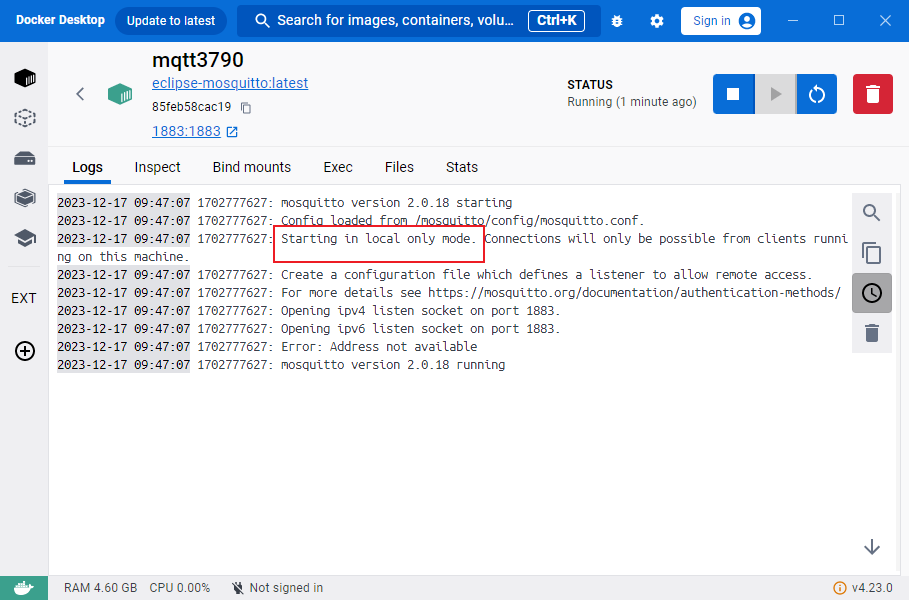 Docker Desktop Update to latest Search for images, containers, volu... Ctrl+K Sign in
mqtt3790
eclipse-mosquitto:latest
85feb58cac19
1883:1883
STATUS
Running (1 minute ago)
Logs Inspect Bind mounts Exec Files Stats
2023-12-17 09:47:07 1702777627: mosquitto version 2.0.18 starting
2023-12-17 09:47:07 1702777627: Config loaded from /mosquitto/config/mosquitto.conf.
2023-12-17 09:47:07 1702777627: Starting in local only mode. Connections will only be possible from clients runni
ng on this machine.
2023-12-17 09:47:07 1702777627: Create a configuration file which defines a listener to allow remote access.
2023-12-17 09:47:07 1702777627: For more details see https://mosquitto.org/documentation/authentication-methods/
2023-12-17 09:47:07 1702777627: Opening ipv4 listen socket on port 1883.
2023-12-17 09:47:07 1702777627: Opening ipv6 listen socket on port 1883.
2023-12-17 09:47:07 1702777627: Error: Address not available
2023-12-17 09:47:07 1702777627: mosquitto version 2.0.18 running
EXT
RAM 4.60 GB CPU 0.00% Not signed in v4.23.0